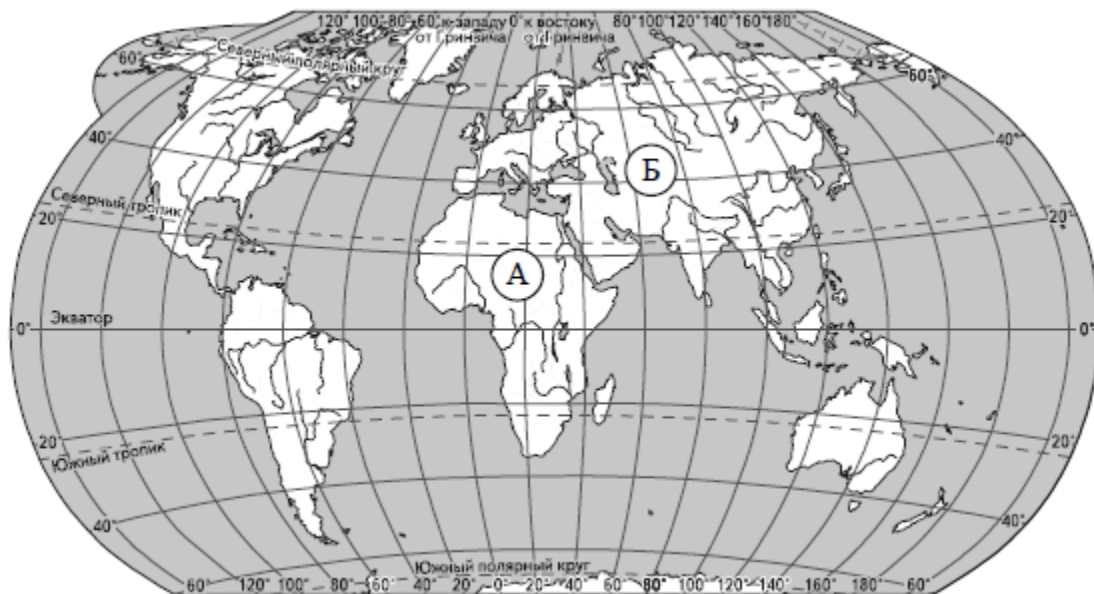 120°100°80°60° к западу 0° к востоку 80°100°120°140°160°180°
от Гринвича от Гринвича
Северный полярный круг
60° 60°
40° 40°
Б
Северный тропик
20° 20°
А
Экватор
0° 0°
20° 20°
Южный тропик
40° 40°
Южный полярный круг
60° 120° 100° 80° 60° 40° 20° 0° 20° 40° 60° 80° 100° 120° 140° 160° 180° 60°